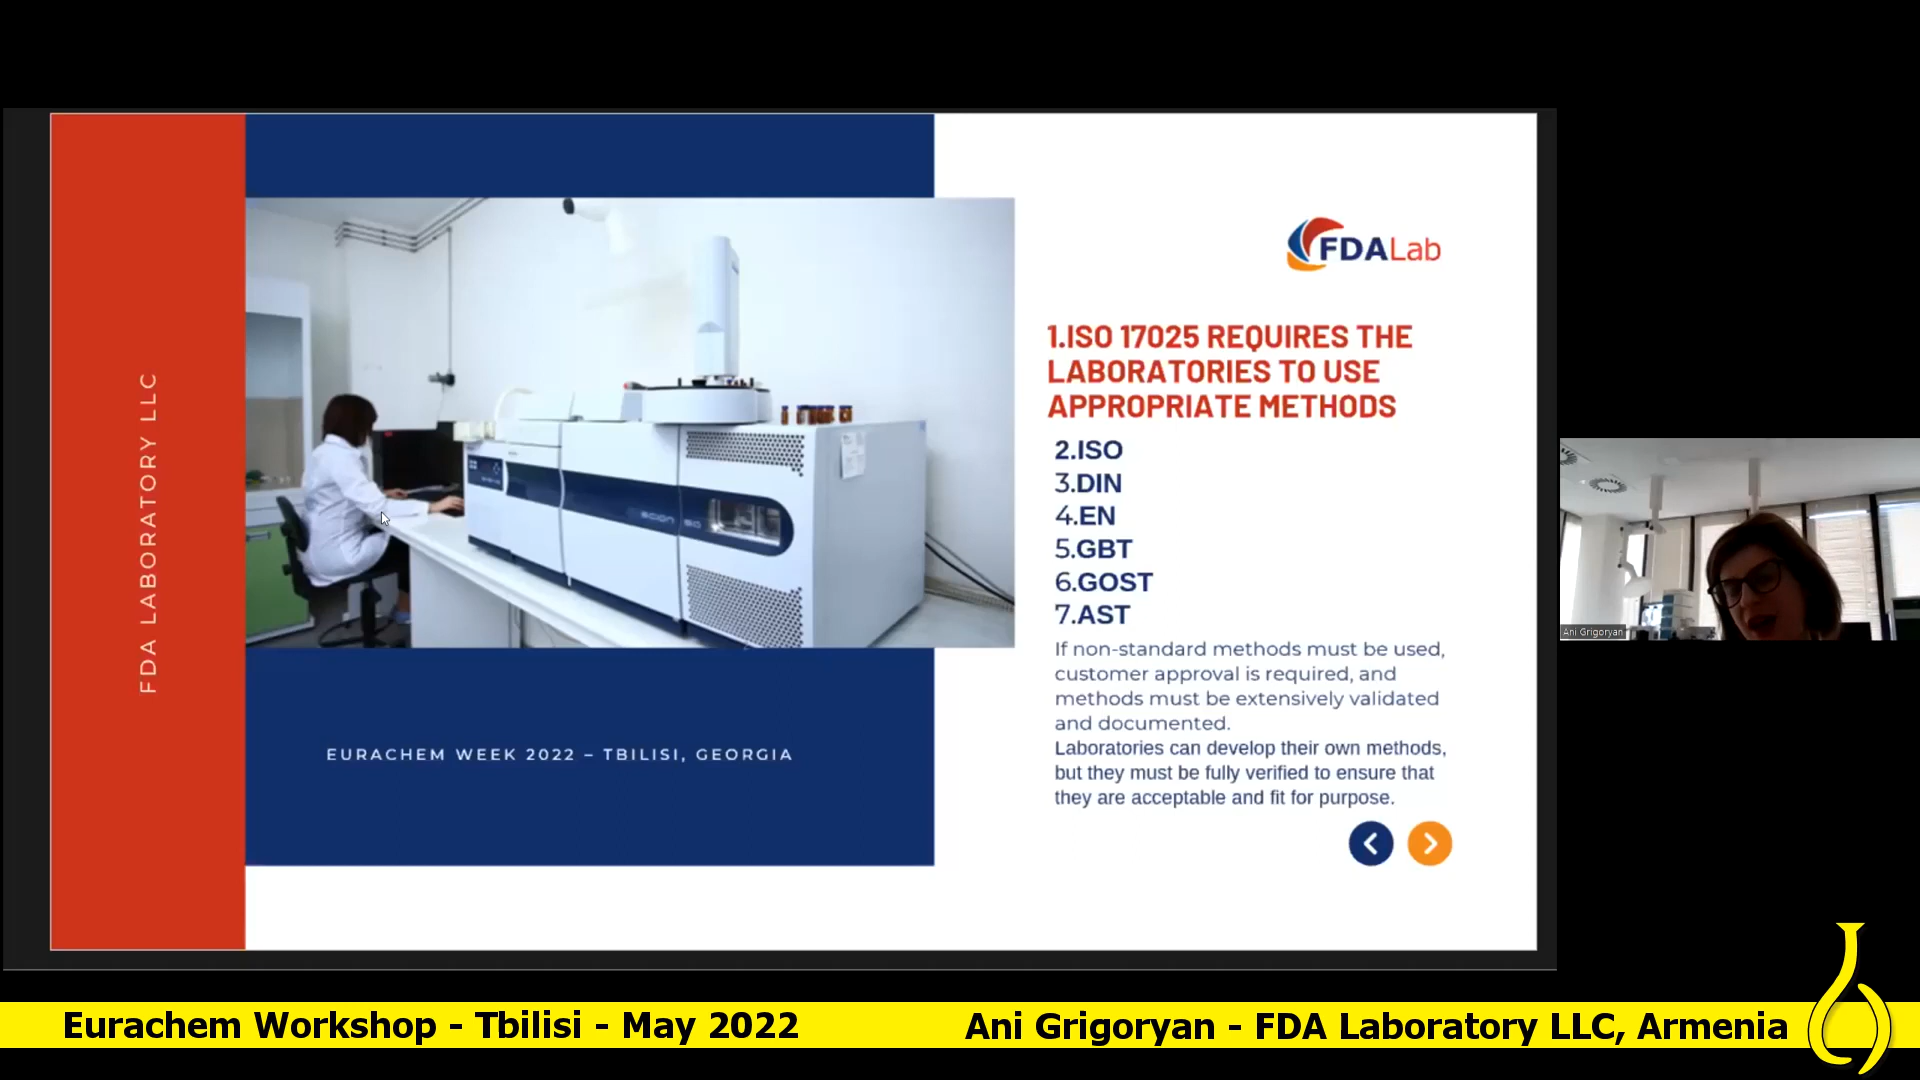 FDA LABORATORY LLC
FDALab
1.ISO 17025 REQUIRES THE
LABORATORIES TO USE
APPROPRIATE METHODS
2.ISO
3.DIN
4.EN
5.GBT
6.GOST
7.AST
If non-standard methods must be used,
customer approval is required, and
methods must be extensively validated
and documented.
Laboratories can develop their own methods,
but they must be fully verified to ensure that
they are acceptable and fit for purpose.
EURACHEM WEEK 2022 – TBILISI, GEORGIA
Ani Grigoryan
Eurachem Workshop - Tbilisi - May 2022
Ani Grigoryan - FDA Laboratory LLC, Armenia